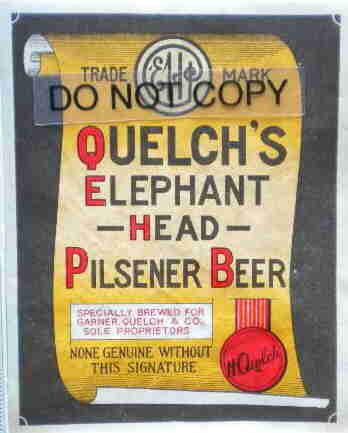 TRADE MARK
DO NOT COPY
QUELCH'S
ELEPHANT
—HEAD—
PILSENER BEER
SPECIALLY BREWED FOR
GARNER, QUELCH & CO.
SOLE PROPRIETORS
NONE GENUINE WITHOUT
THIS SIGNATURE
H Quelch